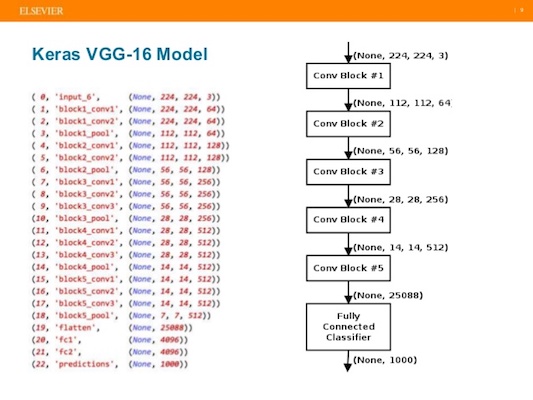 ELSEVIER
Keras VGG-16 Model
( 0, 'input_6', (None, 224, 224, 3))
( 1, 'block1_conv1', (None, 224, 224, 64))
( 2, 'block1_conv2', (None, 224, 224, 64))
( 3, 'block1_pool', (None, 112, 112, 64))
( 4, 'block2_conv1', (None, 112, 112, 128))
( 5, 'block2_conv2', (None, 112, 112, 128))
( 6, 'block2_pool', (None, 56, 56, 128))
( 7, 'block3_conv1', (None, 56, 56, 256))
( 8, 'block3_conv2', (None, 56, 56, 256))
( 9, 'block3_conv3', (None, 56, 56, 256))
(10, 'block3_pool', (None, 28, 28, 256))
(11, 'block4_conv1', (None, 28, 28, 512))
(12, 'block4_conv2', (None, 28, 28, 512))
(13, 'block4_conv3', (None, 28, 28, 512))
(14, 'block4_pool', (None, 14, 14, 512))
(15, 'block5_conv1', (None, 14, 14, 512))
(16, 'block5_conv2', (None, 14, 14, 512))
(17, 'block5_conv3', (None, 14, 14, 512))
(18, 'block5_pool', (None, 7, 7, 512))
(19, 'flatten', (None, 25088))
(20, 'fc1', (None, 4096))
(21, 'fc2', (None, 4096))
(22, 'predictions', (None, 1000))
(None, 224, 224, 3)
Conv Block #1
(None, 112, 112, 64
Conv Block #2
(None, 56, 56, 128)
Conv Block #3
(None, 28, 28, 256)
Conv Block #4
(None, 14, 14, 512)
Conv Block #5
(None, 25088)
Fully
Connected
Classifier
(None, 1000)